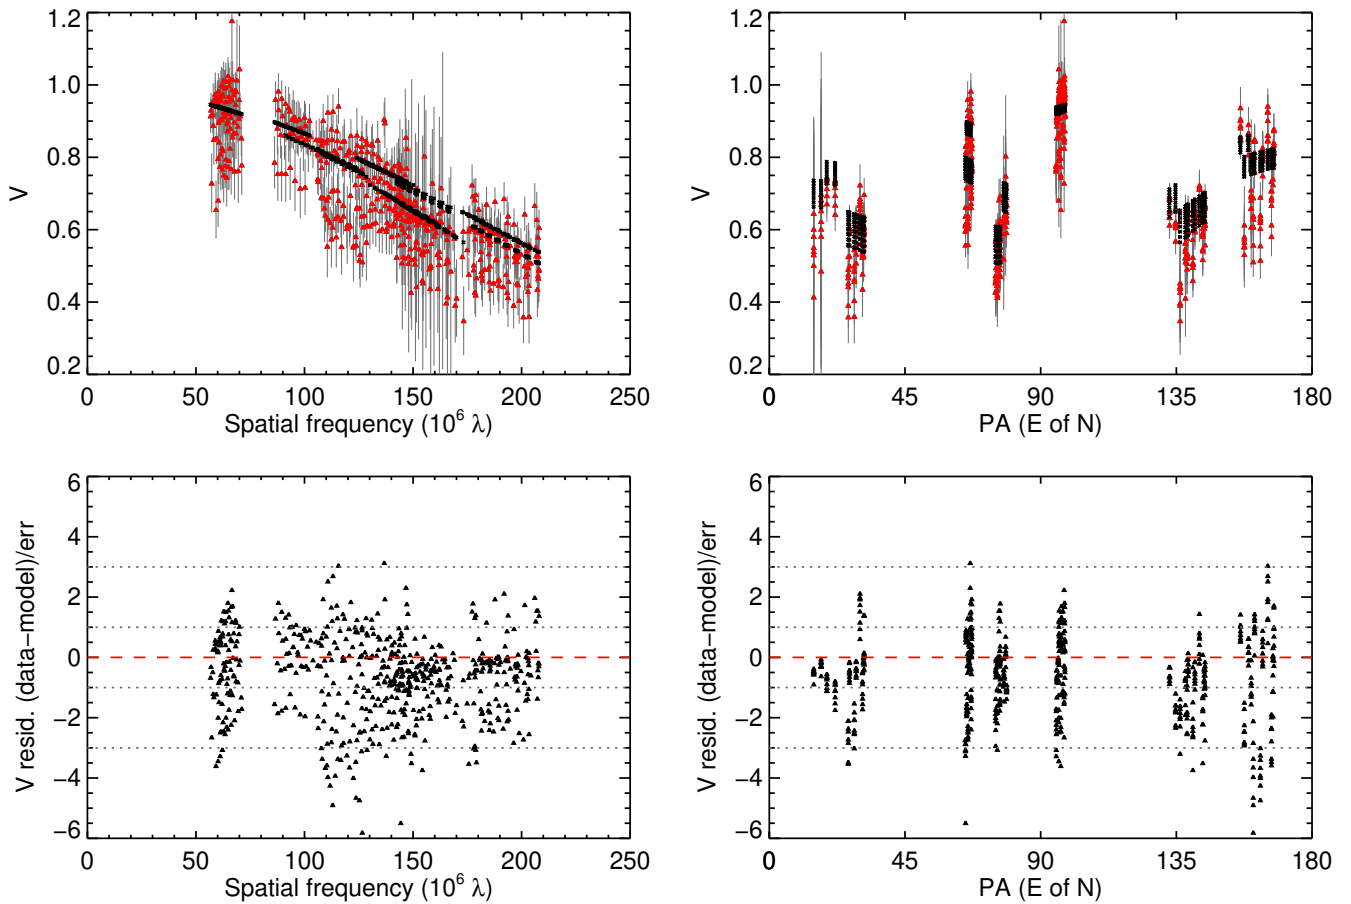 1.2
1.0
0.8
0.6
0.4
0.2
V
0 50 100 150 200 250
Spatial frequency (10⁶ λ)
1.2
1.0
0.8
0.6
0.4
0.2
V
0 45 90 135 180
PA (E of N)
6
4
2
0
−2
−4
−6
V resid. (data−model)/err
0 50 100 150 200 250
Spatial frequency (10⁶ λ)
6
4
2
0
−2
−4
−6
V resid. (data−model)/err
0 45 90 135 180
PA (E of N)